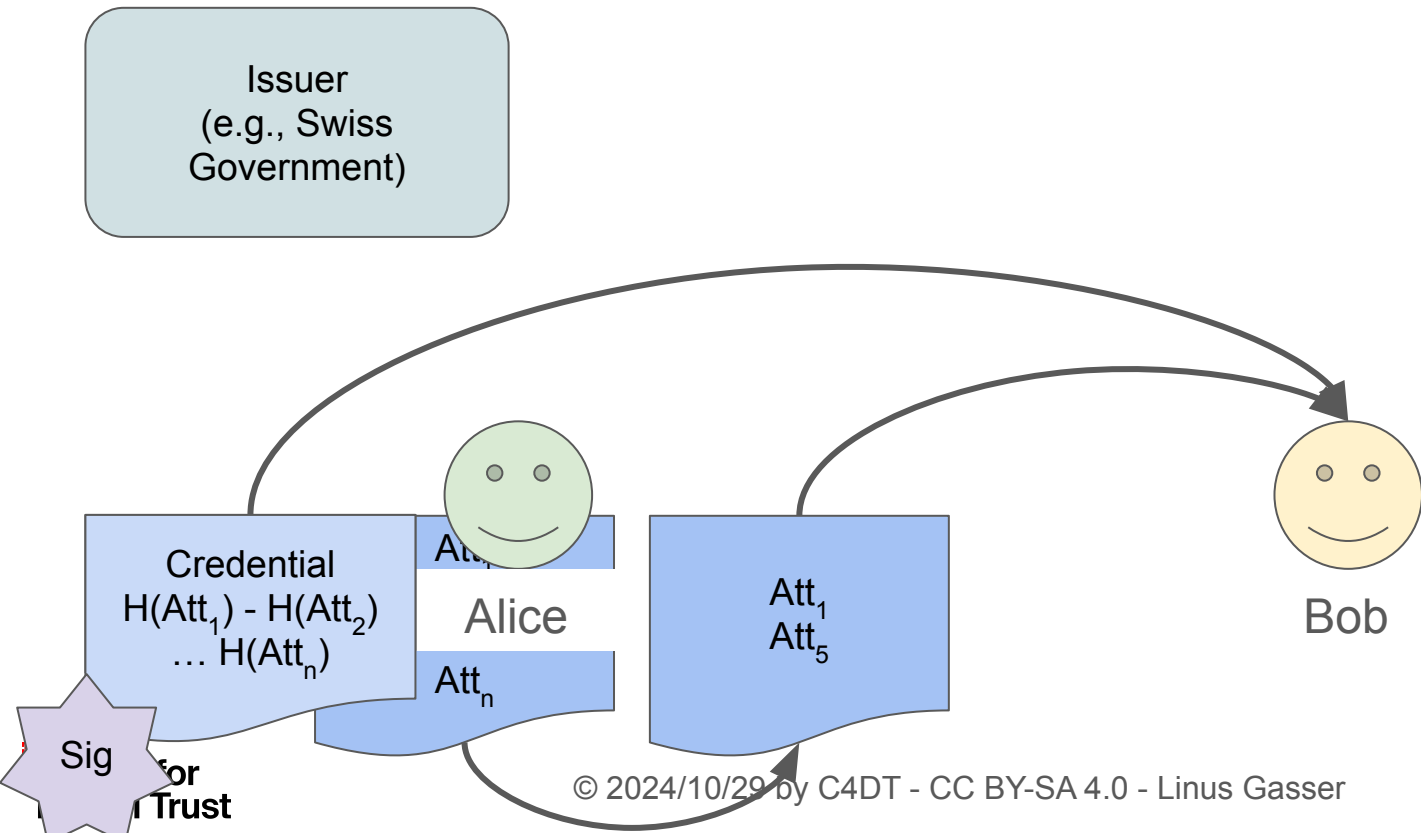 Issuer
(e.g., Swiss
Government)
Credential
H(Att₁) - H(Att₂)
… H(Attₙ)
Alice
Attₙ
Att₁
Att₅
Bob
Sig
for
Trust
© 2024/10/29 by C4DT - CC BY-SA 4.0 - Linus Gasser